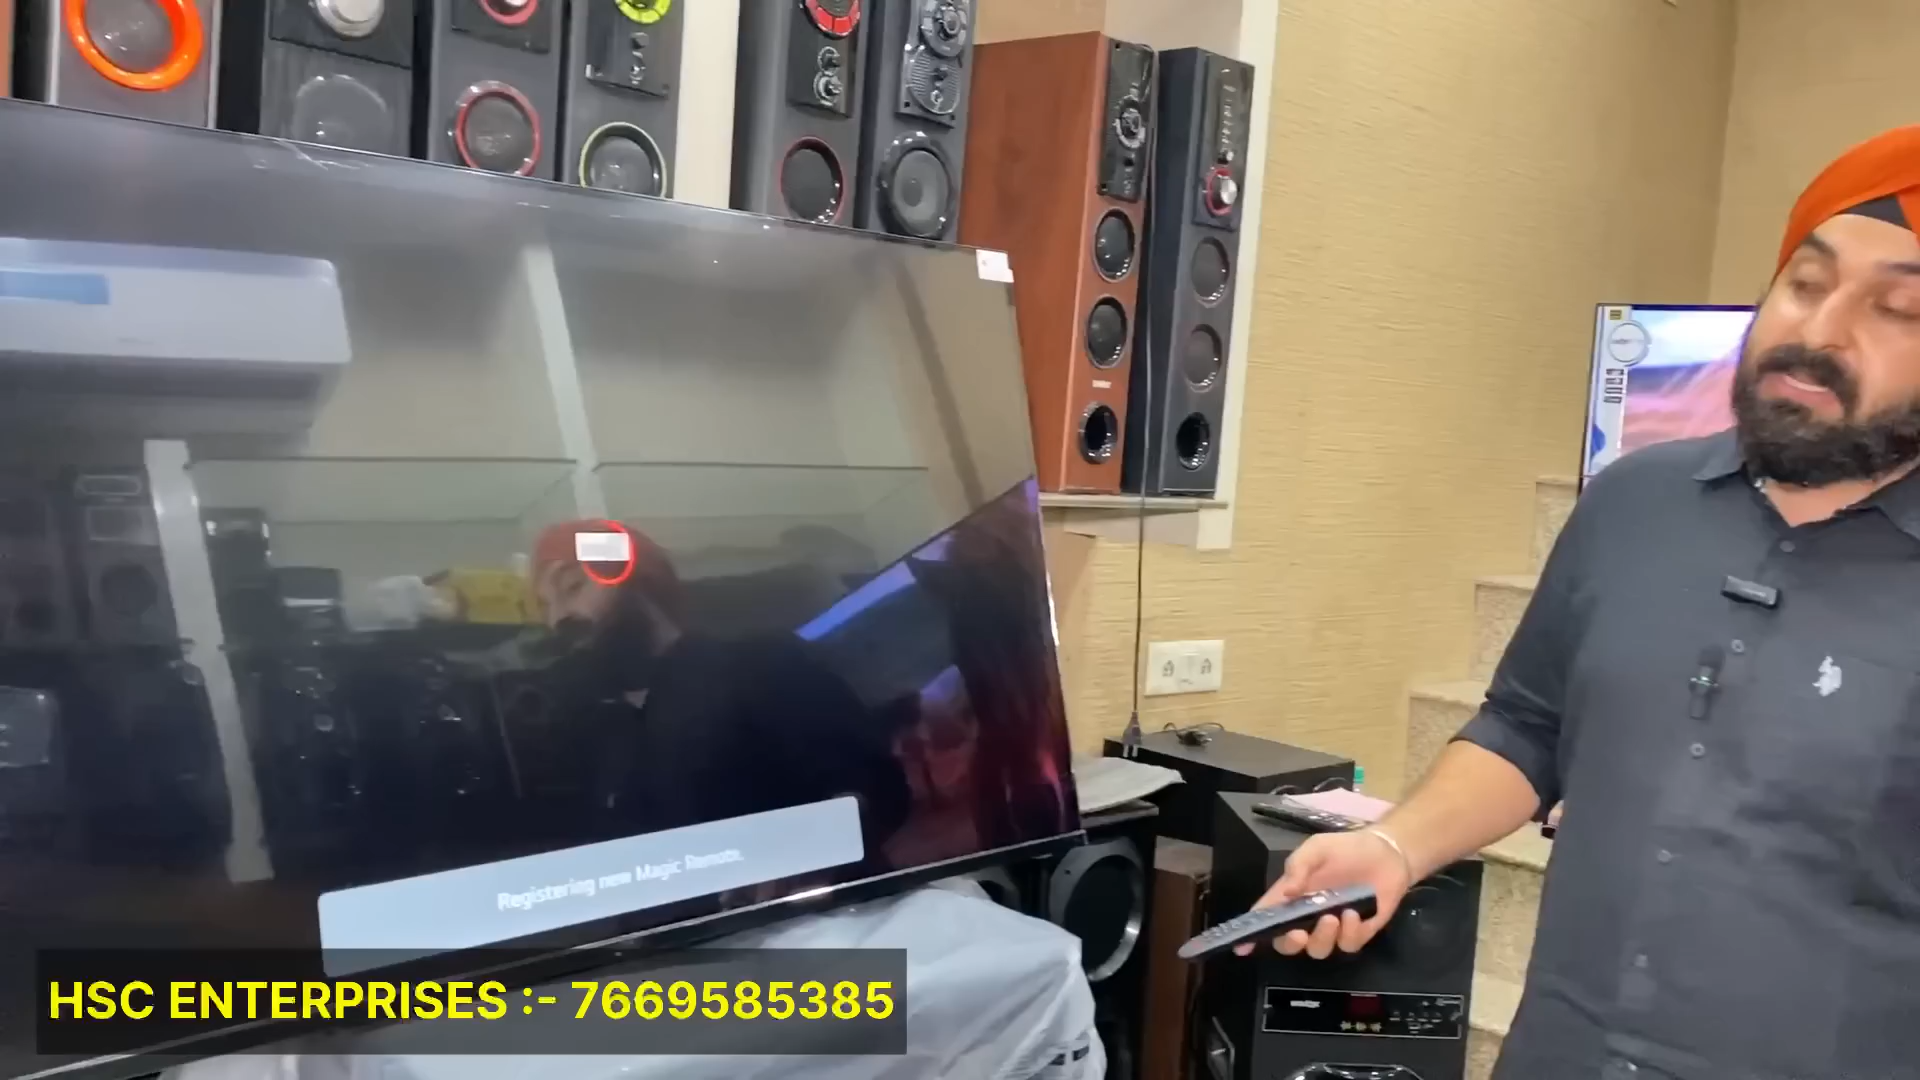 Registering new Magic Remote.
HSC ENTERPRISES :- 7669585385